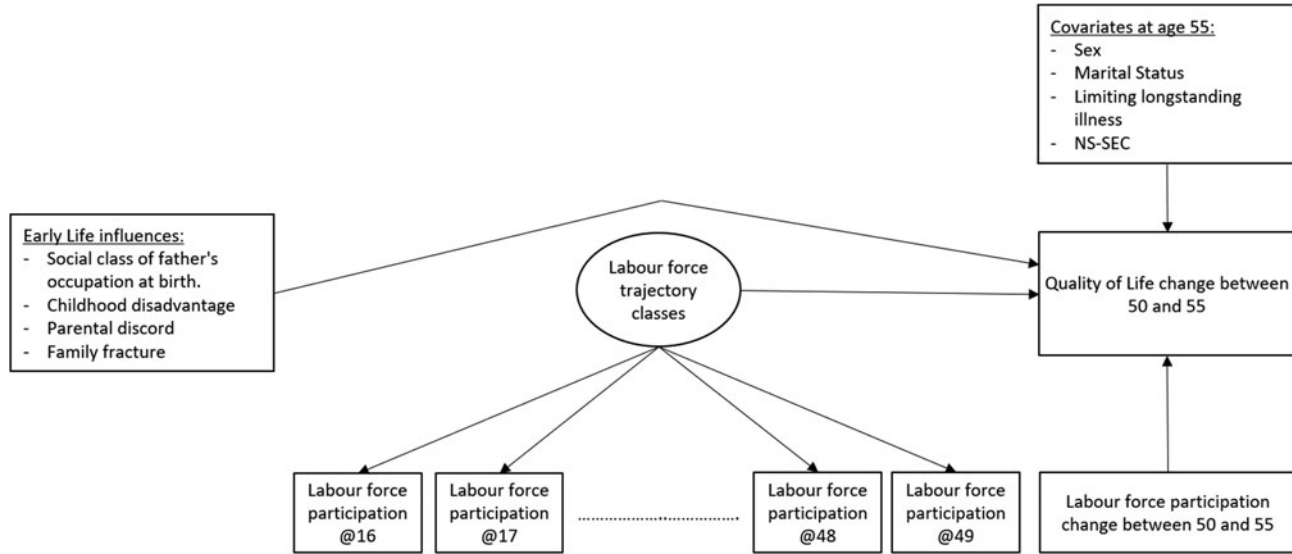 Covariates at age 55:
- Sex
- Marital Status
- Limiting longstanding
illness
- NS-SEC
Early Life influences:
- Social class of father's
occupation at birth.
- Childhood disadvantage
- Parental discord
- Family fracture
Labour force
trajectory
classes
Quality of Life change between
50 and 55
Labour force
participation
@16
Labour force
participation
@17
Labour force
participation
@48
Labour force
participation
@49
Labour force participation
change between 50 and 55